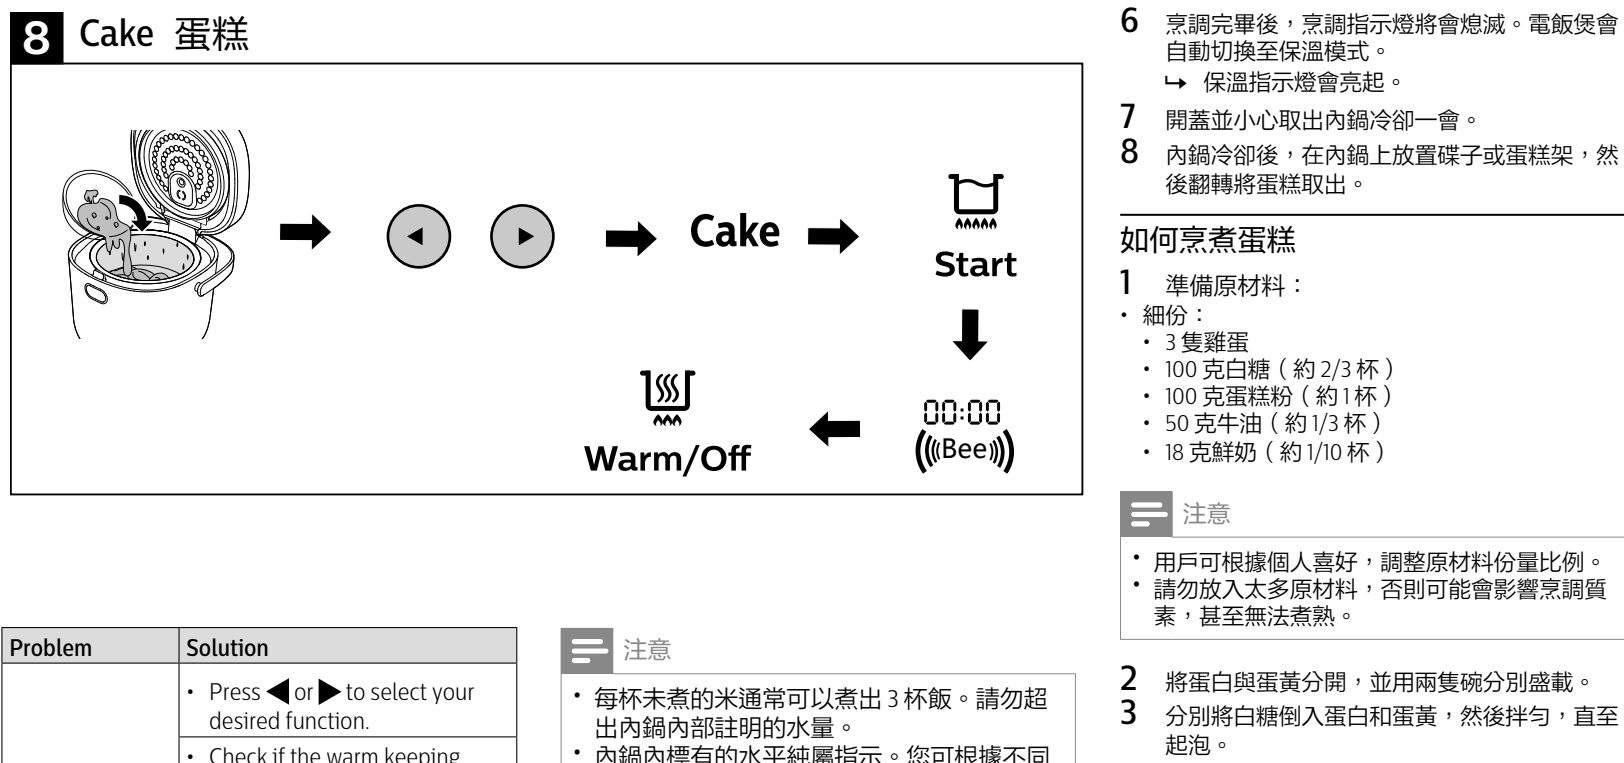 8 Cake 蛋糕
Cake
Start
00:00
Bee
Warm/Off
Problem Solution
• Press ◀ or ▶ to select your
desired function.
• Check if the warm keeping
注意
• 每杯未煮的米通常可以煮出 3 杯飯。請勿超
出內鍋內部註明的水量。
• 內鍋內標有的水平純屬指示。您可根據不同
6 烹調完畢後，烹調指示燈將會熄滅。電飯煲會
自動切換至保溫模式。
↳ 保溫指示燈會亮起。
7 開蓋並小心取出內鍋冷卻一會。
8 內鍋冷卻後，在內鍋上放置碟子或蛋糕架，然
後翻轉將蛋糕取出。
如何烹煮蛋糕
1 準備原材料：
• 細份：
• 3 隻雞蛋
• 100 克白糖（約 2/3 杯）
• 100 克蛋糕粉（約 1 杯）
• 50 克牛油（約 1/3 杯）
• 18 克鮮奶（約 1/10 杯）
注意
• 用戶可根據個人喜好，調整原材料份量比例。
• 請勿放入太多原材料，否則可能會影響烹調質
素，甚至無法煮熟。
2 將蛋白與蛋黃分開，並用兩隻碗分別盛載。
3 分別將白糖倒入蛋白和蛋黃，然後拌勻，直至
起泡。